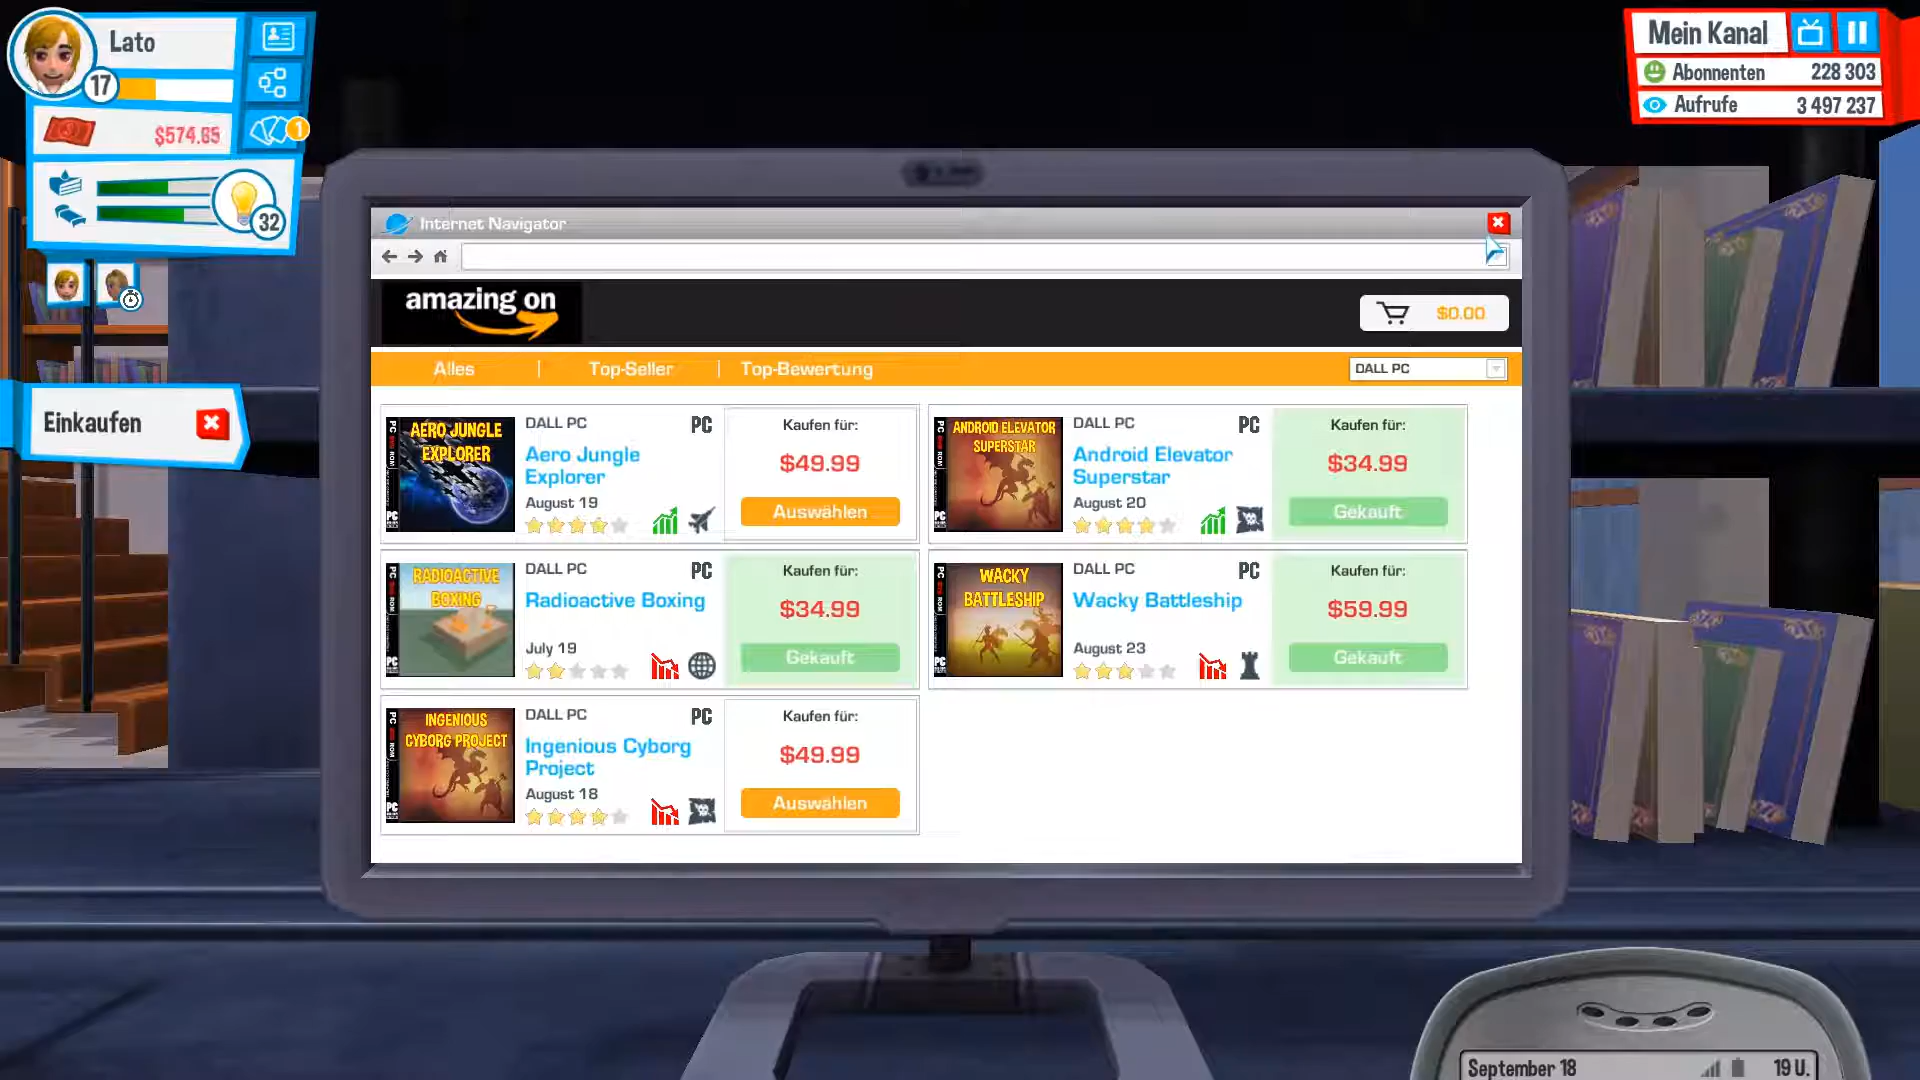 Lato
17
$574.65
1
32
Einkaufen
Mein Kanal
Abonnenten 228 303
Aufrufe 3 497 237
Internet Navigator
amazing on
$0.00
Alles | Top-Seller | Top-Bewertung
DALL PC
AERO JUNGLE
EXPLORER
DALL PC PC
Aero Jungle
Explorer
August 19
Kaufen für:
$49.99
Auswählen
ANDROID ELEVATOR
SUPERSTAR
DALL PC PC
Android Elevator
Superstar
August 20
Kaufen für:
$34.99
Gekauft
RADIOACTIVE
BOXING
DALL PC PC
Radioactive Boxing
July 19
Kaufen für:
$34.99
Gekauft
WACKY
BATTLESHIP
DALL PC PC
Wacky Battleship
August 23
Kaufen für:
$59.99
Gekauft
INGENIOUS
CYBORG PROJECT
DALL PC PC
Ingenious Cyborg
Project
August 18
Kaufen für:
$49.99
Auswählen
September 18 19 U.